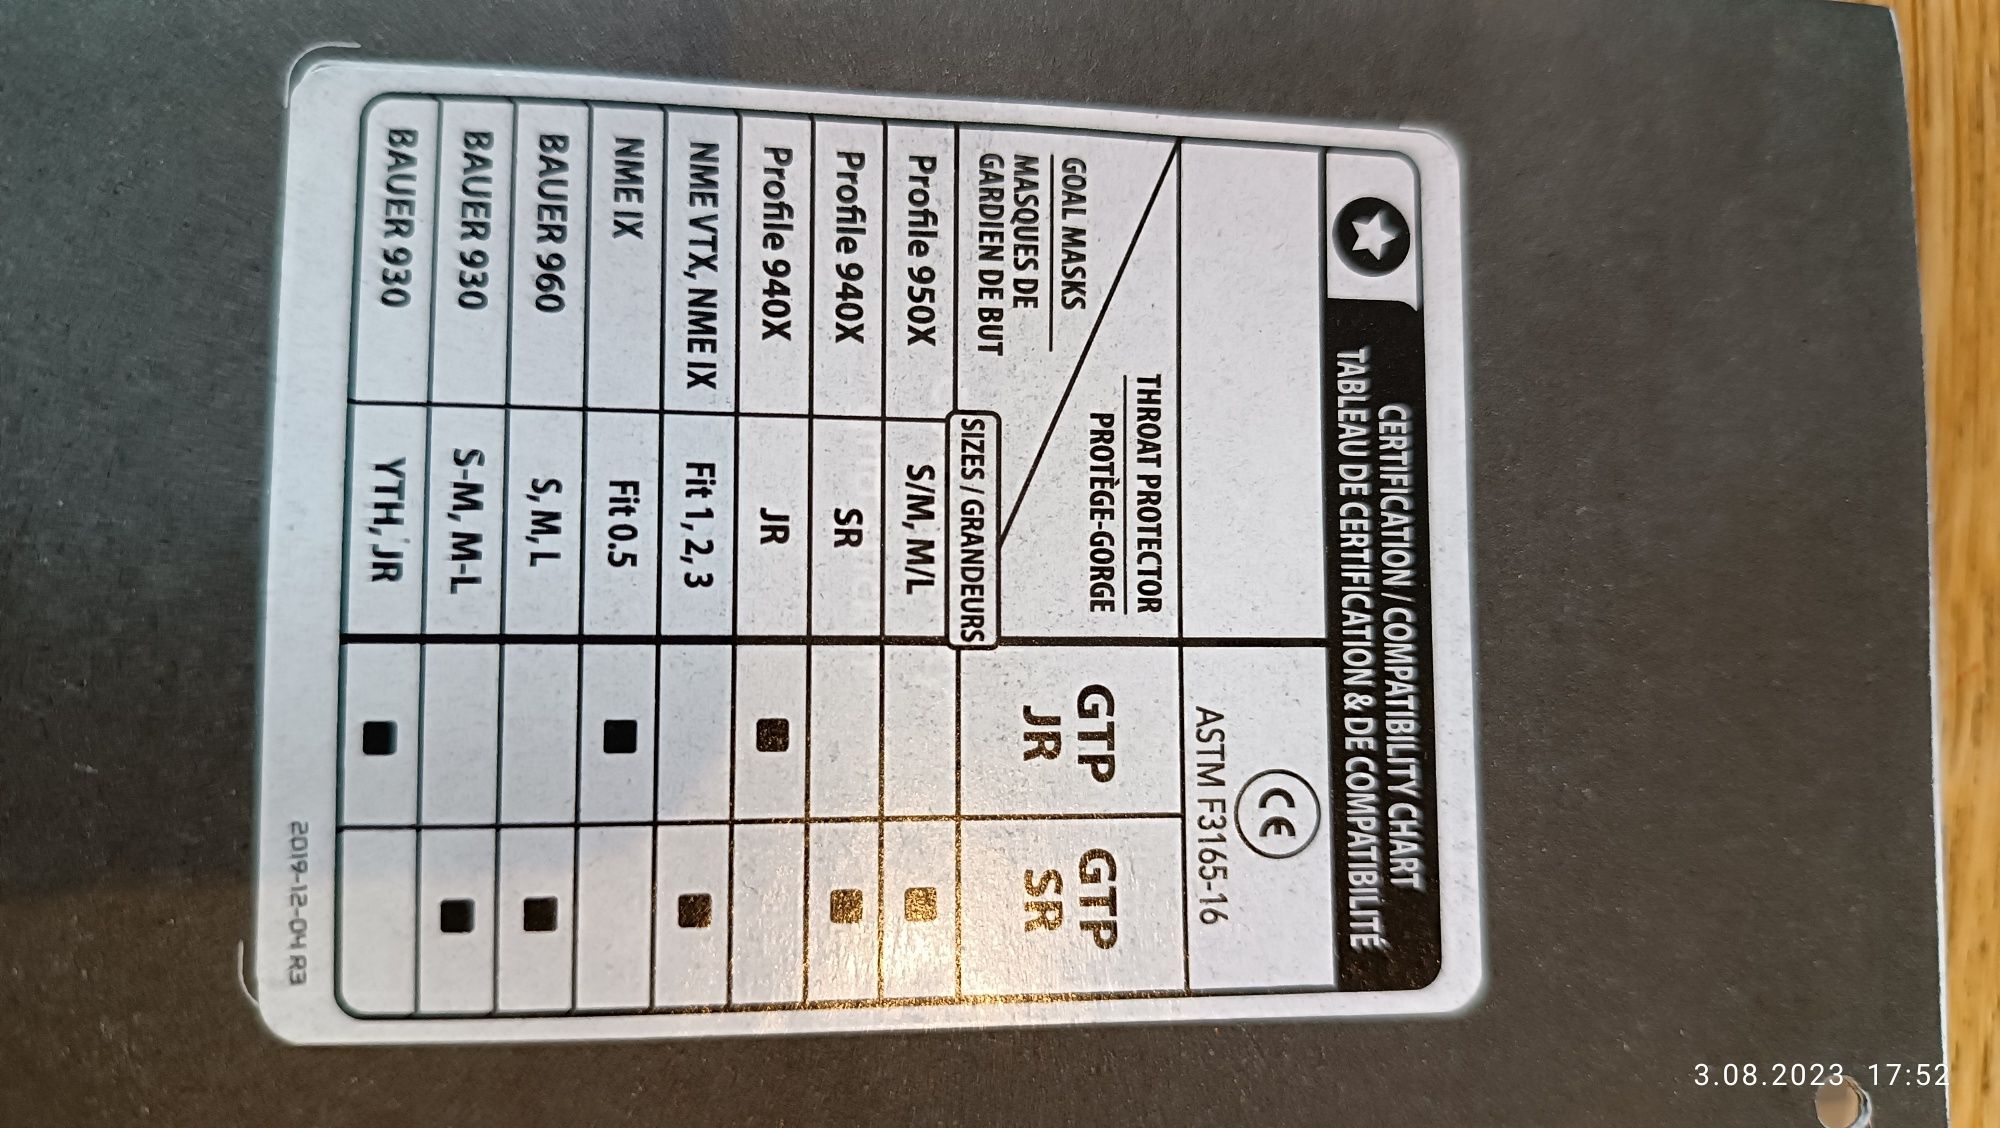 CERTIFICATION / COMPATIBILITY CHART
TABLEAU DE CERTIFICATION & DE COMPATIBILITÉ
CE
ASTM F3165-16
THROAT PROTECTOR
PROTÈGE-GORGE
GOAL MASKS
MASQUES DE
GARDIEN DE BUT
SIZES / GRANDEURS
GTP
JR
GTP
SR
Profile 950X S/M, M/L
Profile 940X SR
Profile 940X JR
NME VTX, NME IX Fit 1, 2, 3
NME IX Fit 0.5
BAUER 960 S, M, L
BAUER 930 S-M, M-L
BAUER 930 YTH, JR
2019-12-04 R3
3.08.2023 17:52